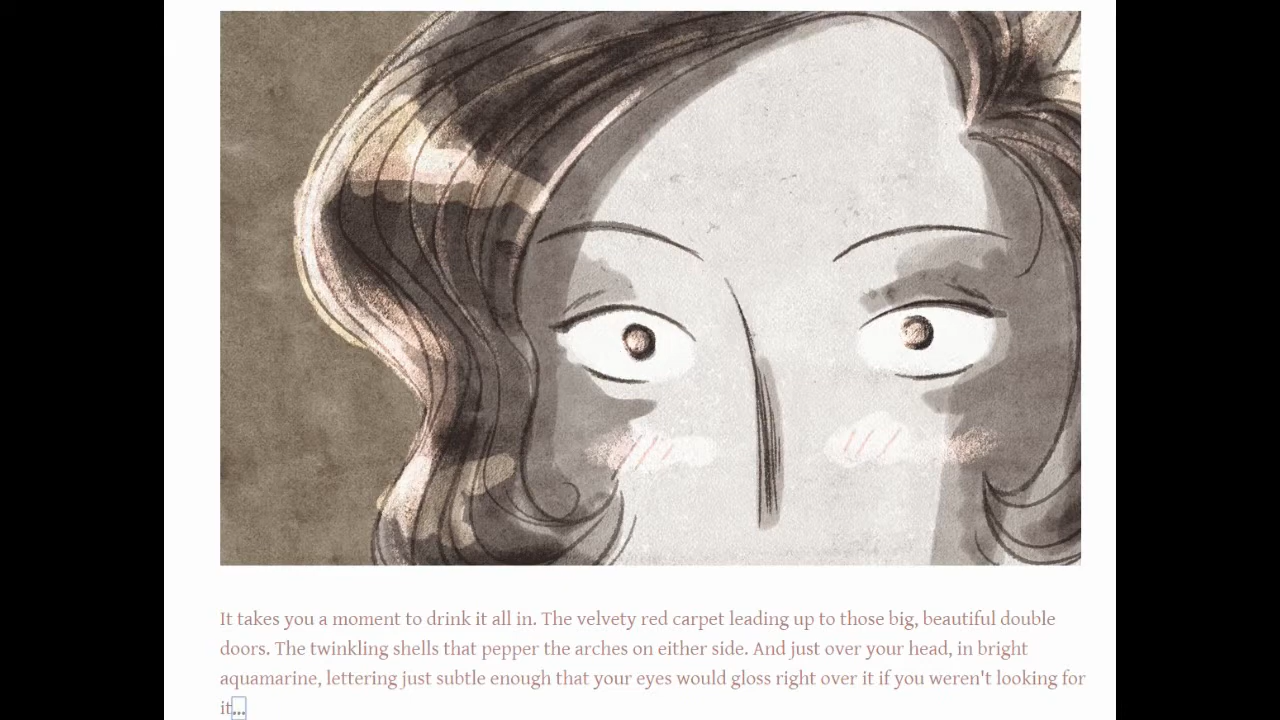 It takes you a moment to drink it all in. The velvety red carpet leading up to those big, beautiful double
doors. The twinkling shells that pepper the arches on either side. And just over your head, in bright
aquamarine, lettering just subtle enough that your eyes would gloss right over it if you weren't looking for
it...